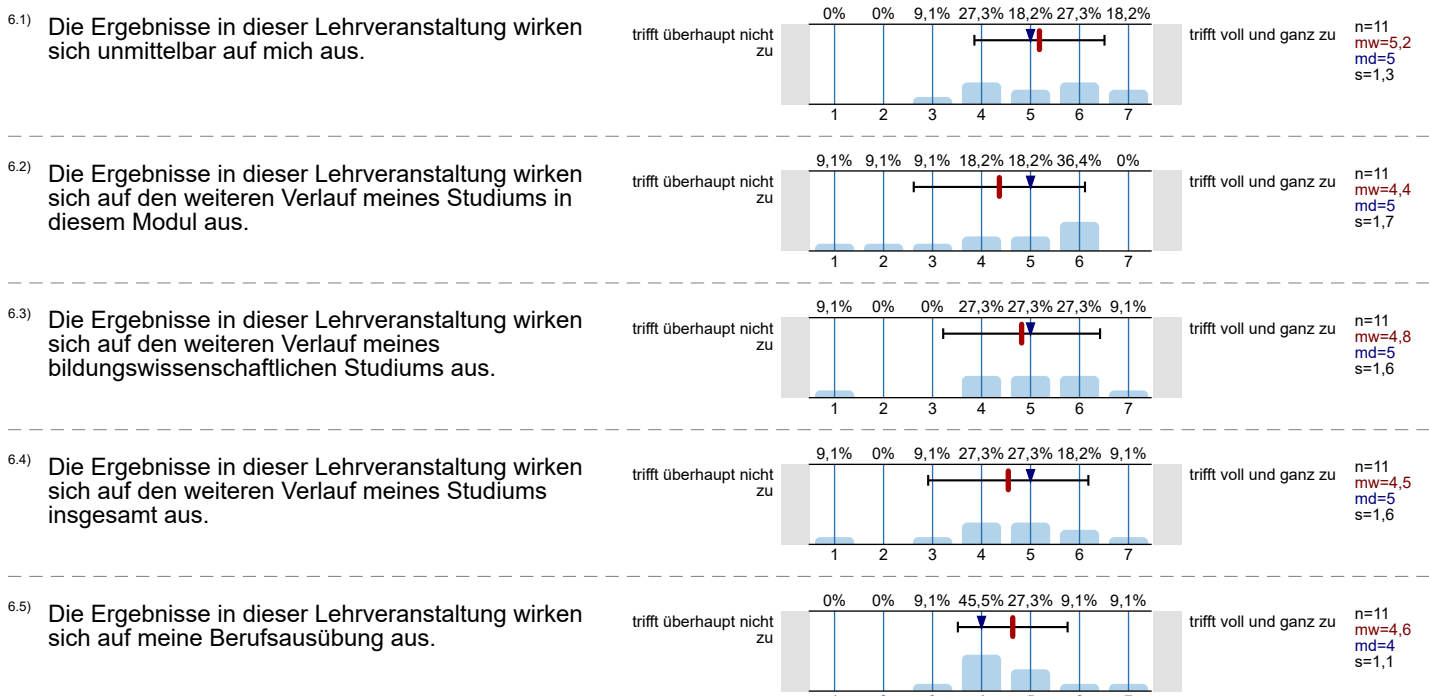 6.1) Die Ergebnisse in dieser Lehrveranstaltung wirken
sich unmittelbar auf mich aus.
trifft überhaupt nicht
zu
0% 0% 9,1% 27,3% 18,2% 27,3% 18,2%
1 2 3 4 5 6 7
trifft voll und ganz zu
n=11
mw=5,2
md=5
s=1,3
6.2) Die Ergebnisse in dieser Lehrveranstaltung wirken
sich auf den weiteren Verlauf meines Studiums in
diesem Modul aus.
trifft überhaupt nicht
zu
9,1% 9,1% 9,1% 18,2% 18,2% 36,4% 0%
1 2 3 4 5 6 7
trifft voll und ganz zu
n=11
mw=4,4
md=5
s=1,7
6.3) Die Ergebnisse in dieser Lehrveranstaltung wirken
sich auf den weiteren Verlauf meines
bildungswissenschaftlichen Studiums aus.
trifft überhaupt nicht
zu
9,1% 0% 0% 27,3% 27,3% 27,3% 9,1%
1 2 3 4 5 6 7
trifft voll und ganz zu
n=11
mw=4,8
md=5
s=1,6
6.4) Die Ergebnisse in dieser Lehrveranstaltung wirken
sich auf den weiteren Verlauf meines Studiums
insgesamt aus.
trifft überhaupt nicht
zu
9,1% 0% 9,1% 27,3% 27,3% 18,2% 9,1%
1 2 3 4 5 6 7
trifft voll und ganz zu
n=11
mw=4,5
md=5
s=1,6
6.5) Die Ergebnisse in dieser Lehrveranstaltung wirken
sich auf meine Berufsausübung aus.
trifft überhaupt nicht
zu
0% 0% 9,1% 45,5% 27,3% 9,1% 9,1%
trifft voll und ganz zu
n=11
mw=4,6
md=4
s=1,1